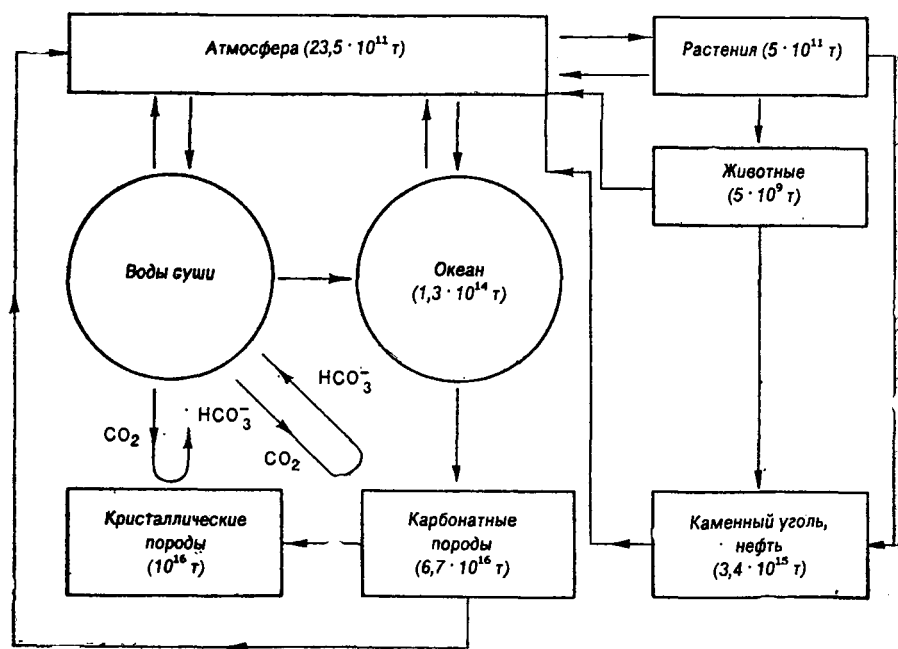 Атмосфера (23,5 · 10¹¹ т)
Растения (5 · 10¹¹ т)
Животные
(5 · 10⁹ т)
Воды суши
Океан
(1,3 · 10¹⁴ т)
HCO₃⁻
HCO₃⁻
CO₂
CO₂
Кристаллические
породы
(10¹⁶ т)
Карбонатные
породы
(6,7 · 10¹⁶ т)
Каменный уголь,
нефть
(3,4 · 10¹⁵ т)